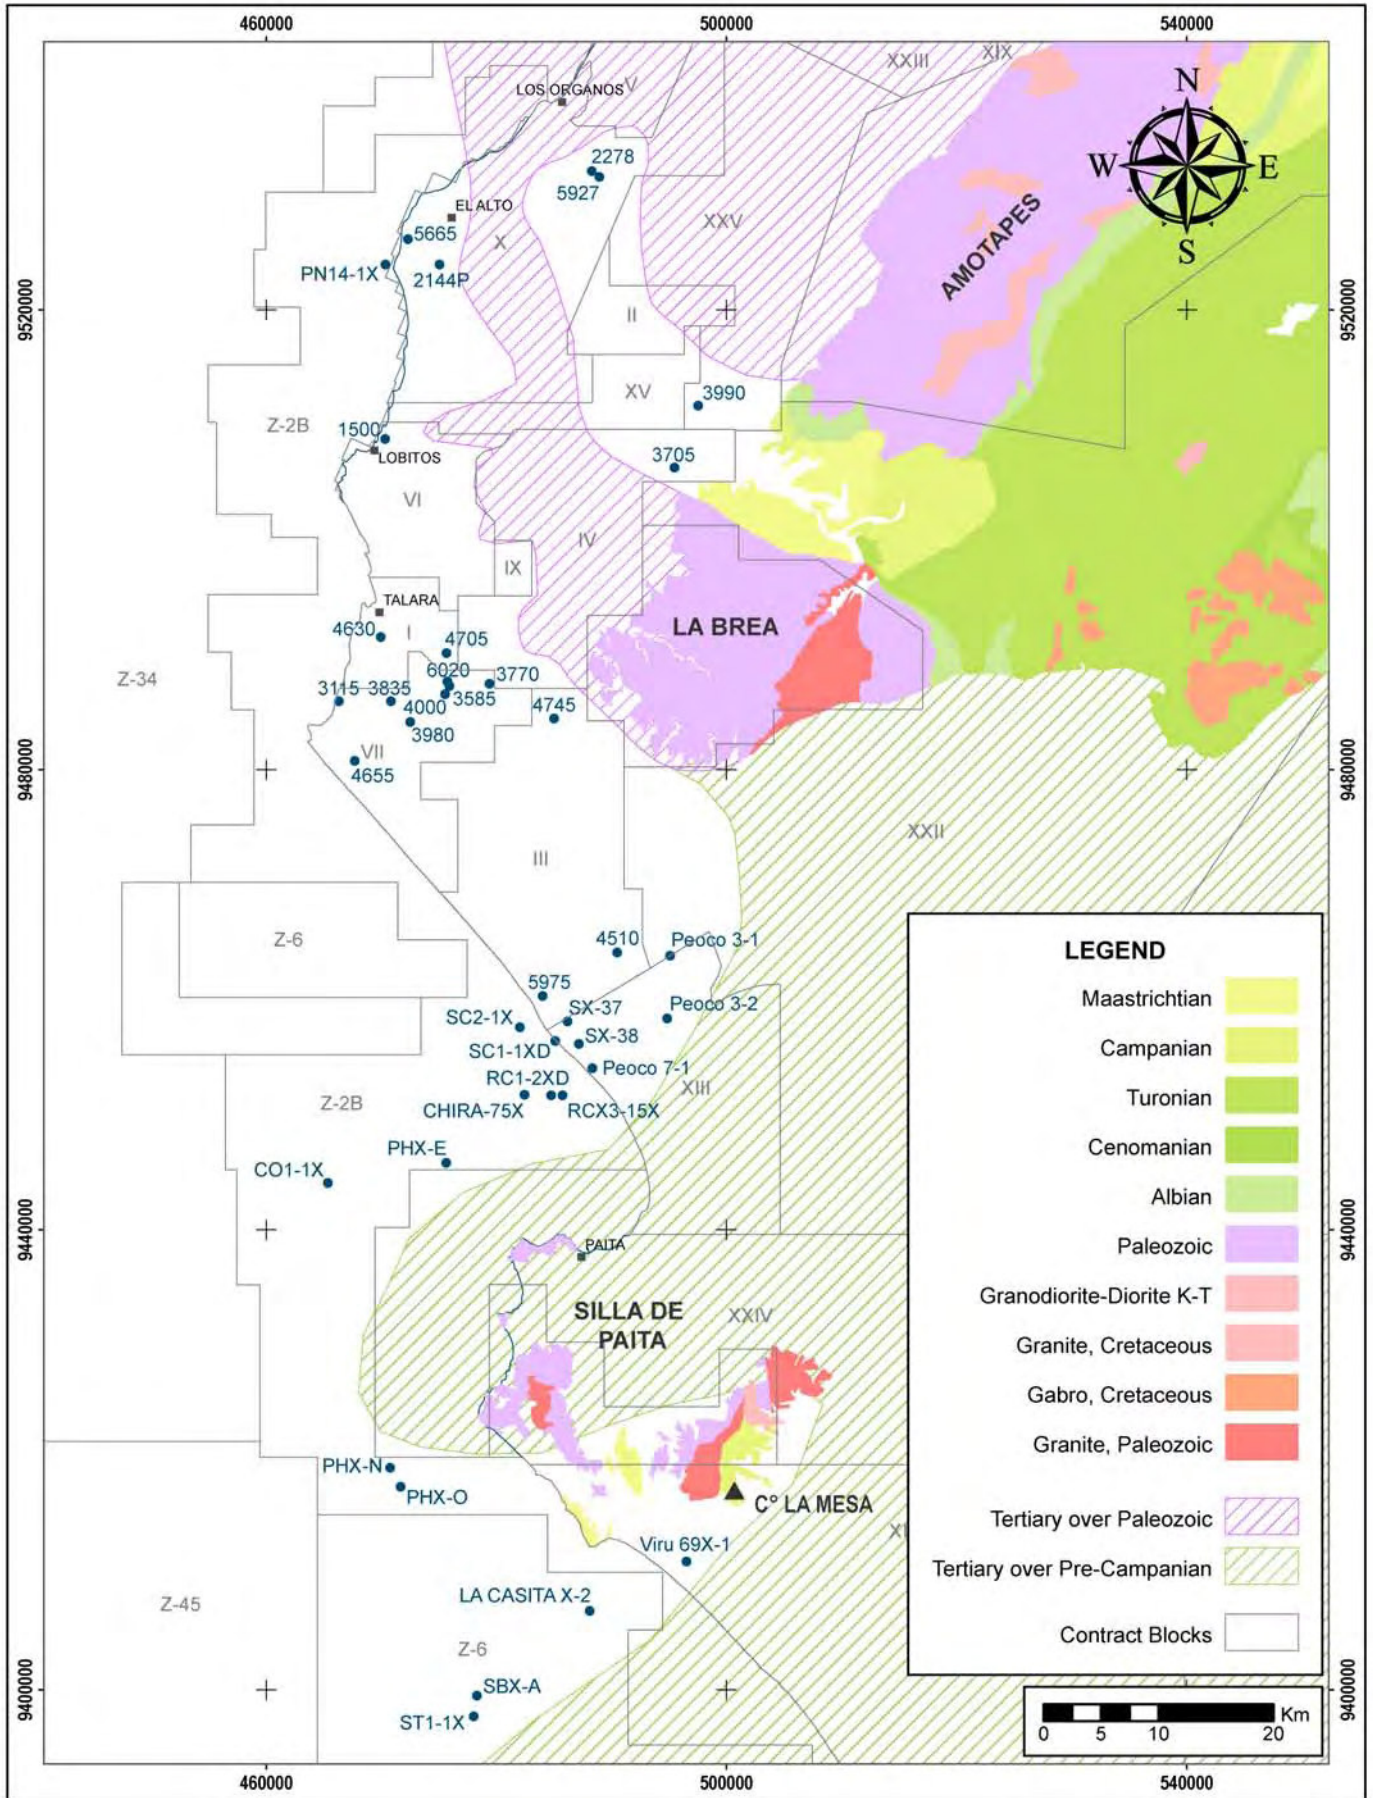 460000
500000
540000
XXIII
XIX
N
LOS ORGANOS
V
W
E
S
2278
5927
EL ALTO
XXV
X
5665
PN14-1X
2144P
AMOTAPES
9520000
9520000
II
XV
3990
Z-2B
1500
LOBITOS
3705
VI
IV
IX
TALARA
LA BREA
4630
I
4705
Z-34
6020
3770
3115
3835
4000
3585
4745
3980
VII
4655
9480000
9480000
XXII
III
Z-6
4510
Peoco 3-1
5975
SX-37
Peoco 3-2
SC2-1X
SX-38
SC1-1XD
Peoco 7-1
RC1-2XD
XIII
Z-2B
CHIRA-75X
RCX3-15X
PHX-E
CO1-1X
9440000
9440000
PAITA
SILLA DE
PAITA
XXIV
PHX-N
PHX-O
C° LA MESA
XI
Viru 69X-1
LA CASITA X-2
Z-45
Z-6
SBX-A
ST1-1X
9400000
9400000
LEGEND
Maastrichtian
Campanian
Turonian
Cenomanian
Albian
Paleozoic
Granodiorite-Diorite K-T
Granite, Cretaceous
Gabro, Cretaceous
Granite, Paleozoic
Tertiary over Paleozoic
Tertiary over Pre-Campanian
Contract Blocks
Km
0 5 10 20
460000
500000
540000